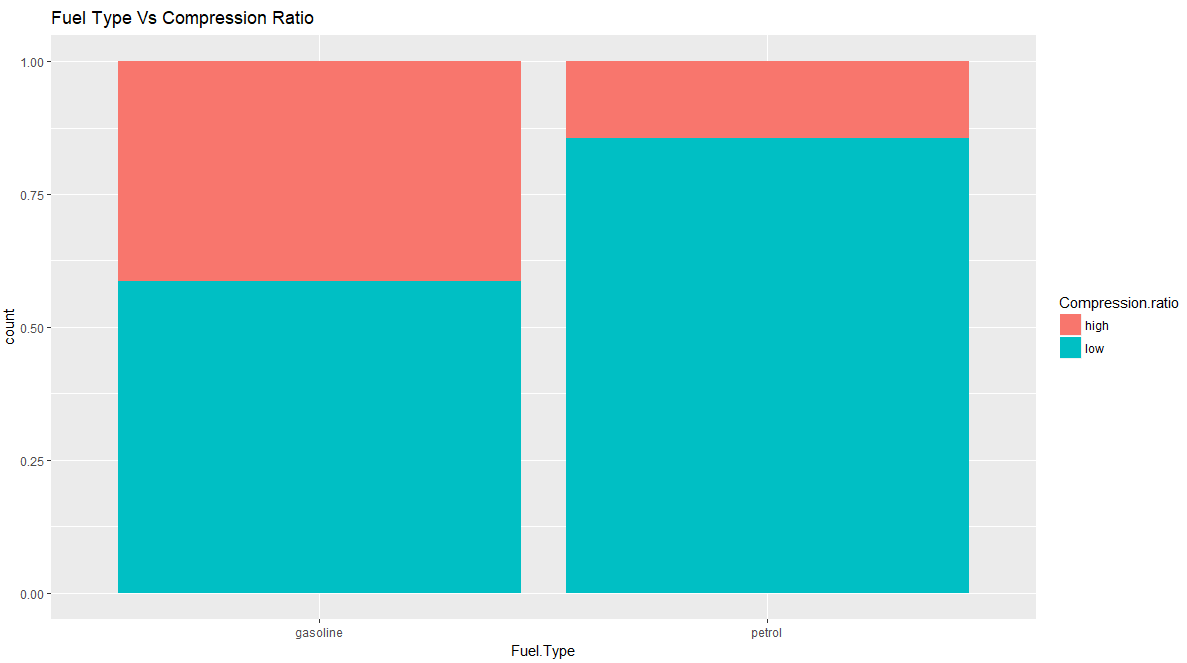 Fuel Type Vs Compression Ratio
1.00
0.75
0.50
0.25
0.00
count
gasoline petrol
Fuel.Type
Compression.ratio
high
low